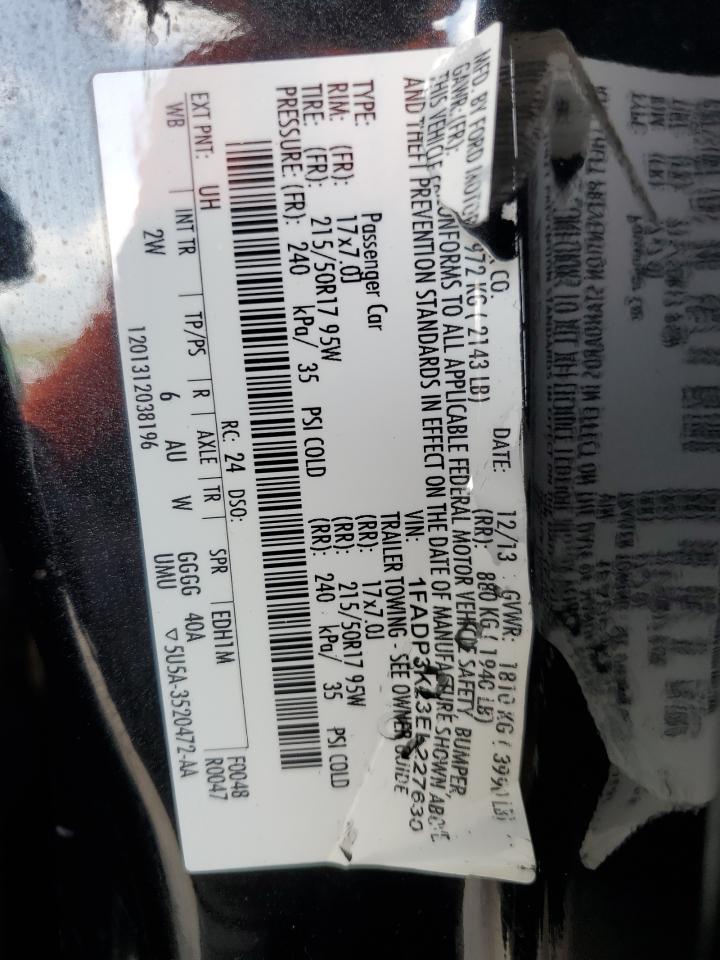 MFD. BY FORD MOTOR CO.
DATE: 12/13 GVWR: 1810 KG ( LB)
GAWR: (FR): 972 KG ( 2143 LB) (RR): 880 KG ( 1940 LB)
THIS VEHICLE CONFORMS TO ALL APPLICABLE FEDERAL MOTOR VEHICLE SAFETY, BUMPER,
AND THEFT PREVENTION STANDARDS IN EFFECT ON THE DATE OF MANUFACTURE SHOWN ABOVE
VIN:
TYPE: Passenger Car TRAILER TOWING - SEE OWNER GUIDE
RIM: (FR): 17x7.0J (RR): 17x7.0J
TIRE: (FR): 215/50R17 95W (RR): 215/50R17 95W
PRESSURE: (FR): 240 kPa/ 35 PSI COLD (RR): 240 kPa/ 35 PSI COLD
RC: 24 DSO: F0048
EXT PNT: UH R0047
WB INT TR TP/PS R AXLE TR SPR EDH1M
2W 6 AU W GGGG 40A
1201312038196 UMU ▽5U5A-3520472-AA